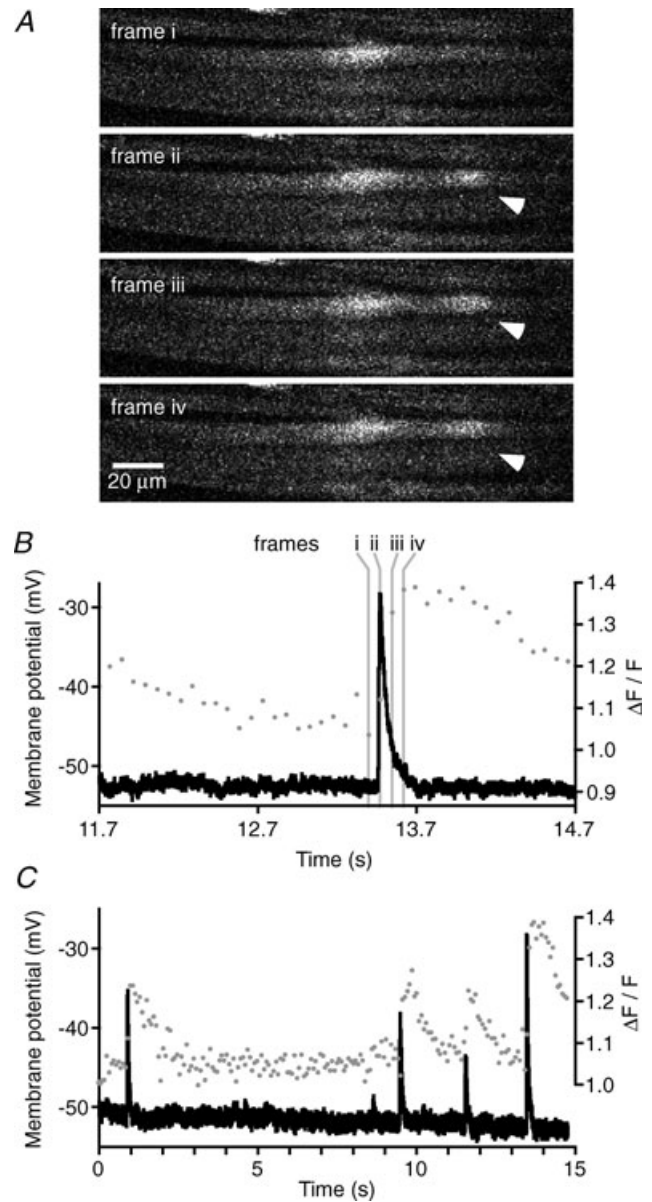 A
frame i
frame ii
frame iii
frame iv
20 μm
B
frames i ii iii iv
Membrane potential (mV)
-30
-40
-50
1.4
1.3
1.2
1.1
1.0
0.9
ΔF / F
11.7 12.7 13.7 14.7
Time (s)
C
Membrane potential (mV)
-30
-40
-50
1.4
1.3
1.2
1.1
1.0
ΔF / F
0 5 10 15
Time (s)